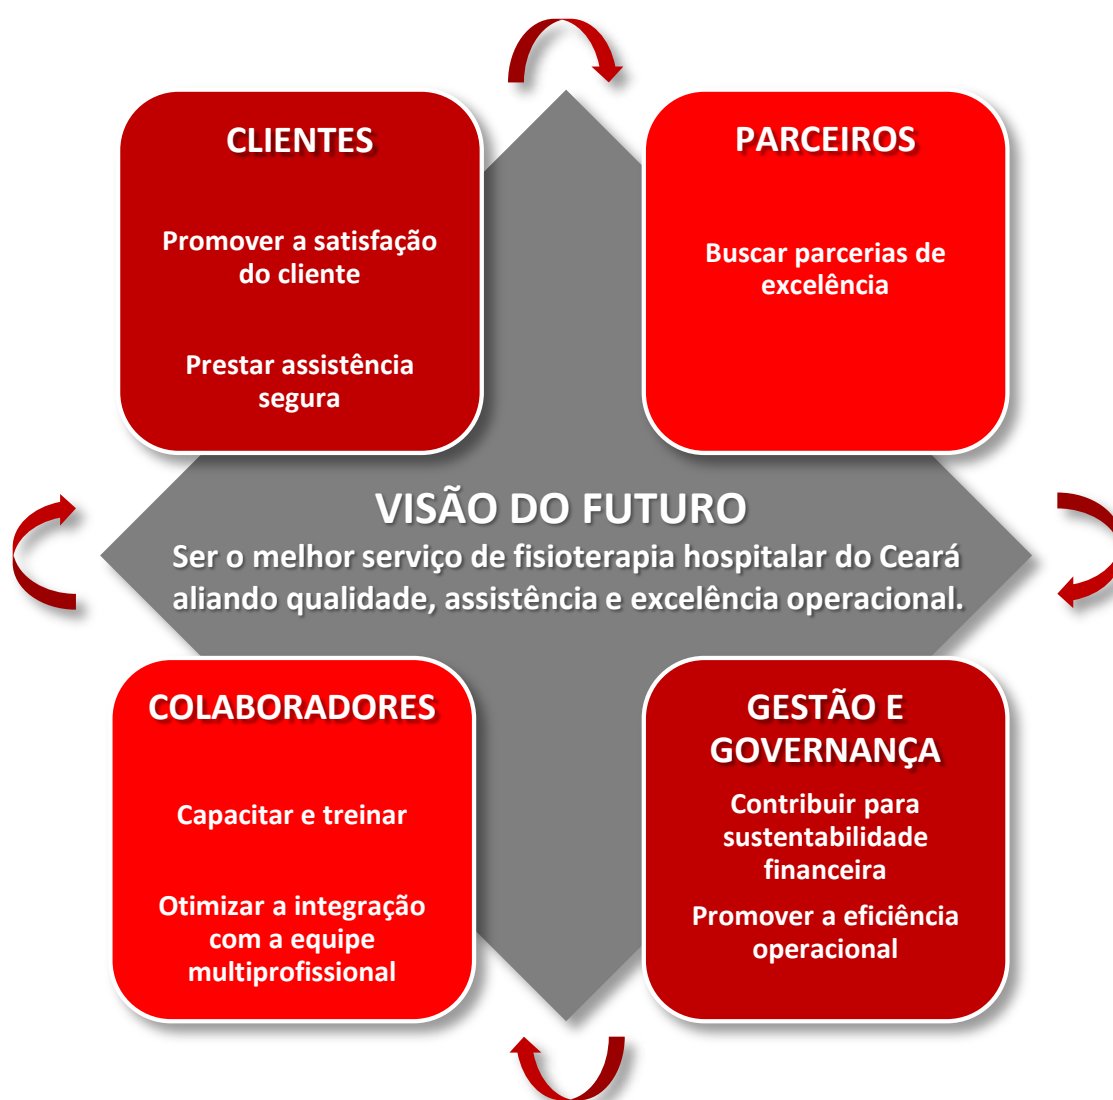 CLIENTES
Promover a satisfação
do cliente
Prestar assistência
segura
PARCEIROS
Buscar parcerias de
excelência
VISÃO DO FUTURO
Ser o melhor serviço de fisioterapia hospitalar do Ceará
aliando qualidade, assistência e excelência operacional.
COLABORADORES
Capacitar e treinar
Otimizar a integração
com a equipe
multiprofissional
GESTÃO E
GOVERNANÇA
Contribuir para
sustentabilidade
financeira
Promover a eficiência
operacional